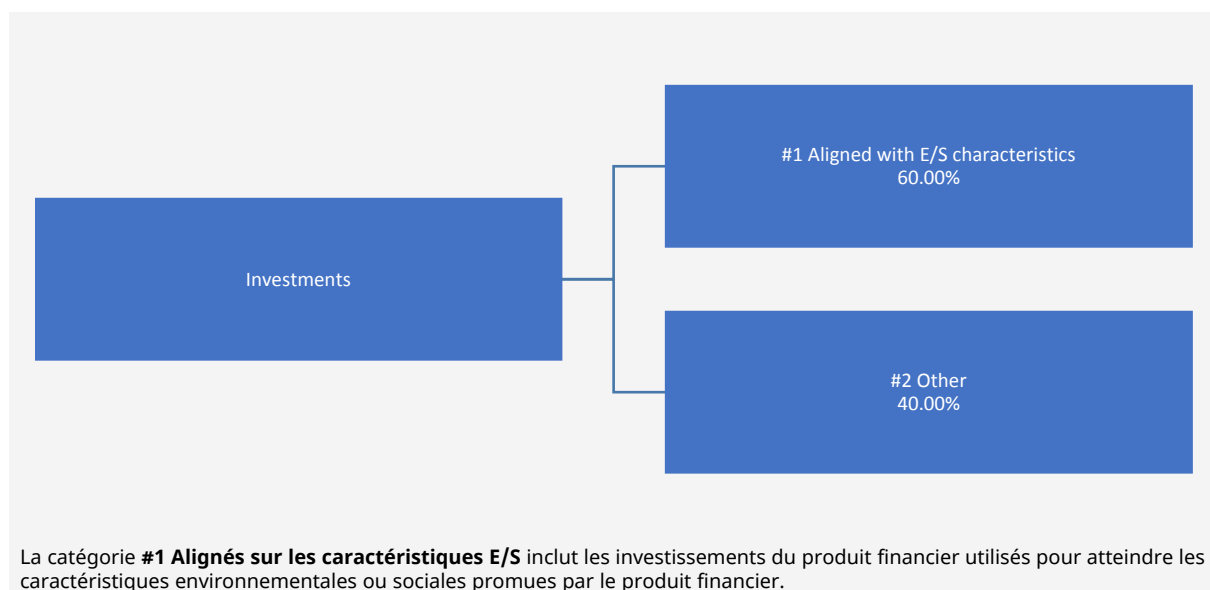 #1 Aligned with E/S characteristics
60.00%
Investments
#2 Other
40.00%
La catégorie #1 Alignés sur les caractéristiques E/S inclut les investissements du produit financier utilisés pour atteindre les
caractéristiques environnementales ou sociales promues par le produit financier.